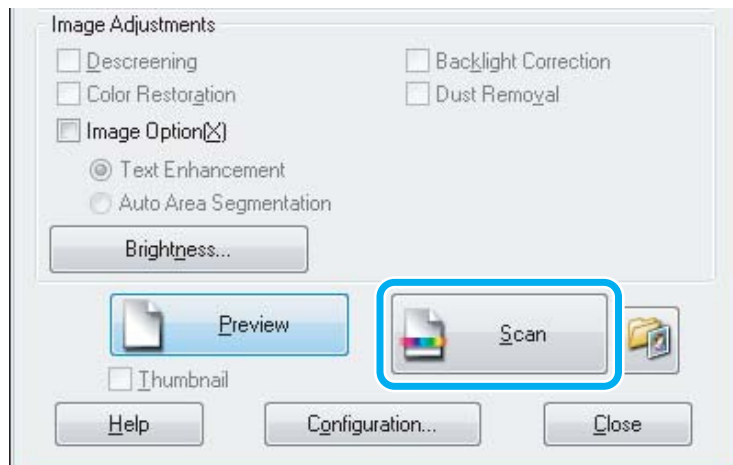 Image Adjustments
Descreening
Backlight Correction
Color Restoration
Dust Removal
Image Option(X)
Text Enhancement
Auto Area Segmentation
Brightness...
Preview
Scan
Thumbnail
Help
Configuration...
Close